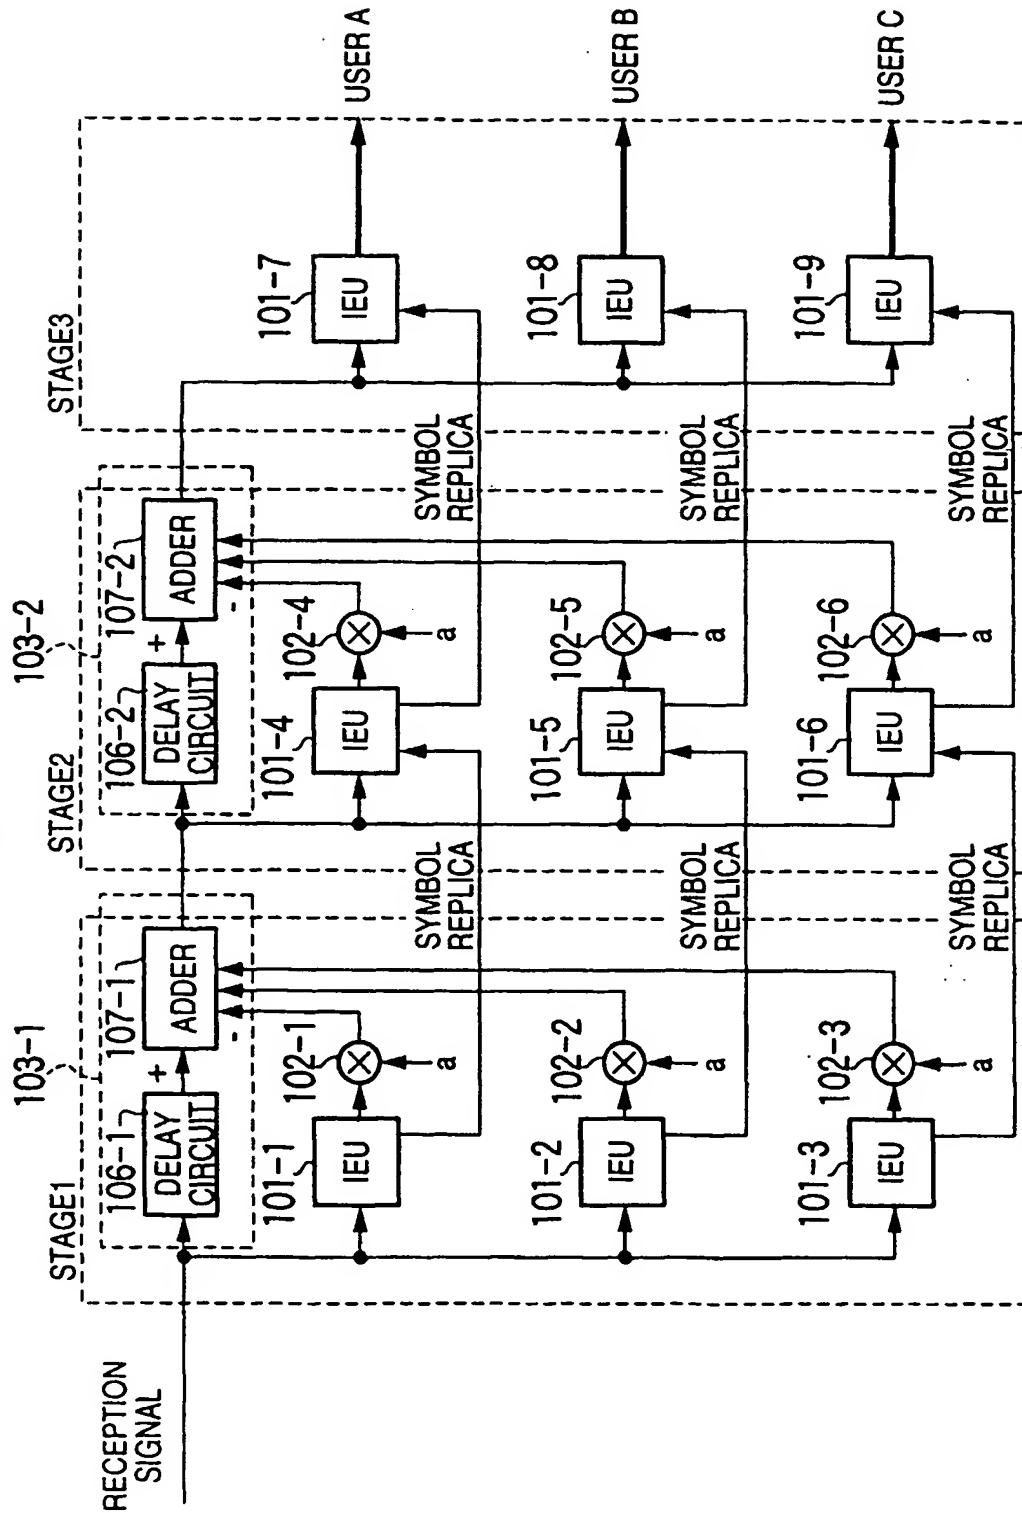 RECEPTION
SIGNAL
STAGE1
103-1
106-1
DELAY
CIRCUIT
+
107-1
ADDER
-
101-1
IEU
102-1
a
SYMBOL
REPLICA
101-2
IEU
102-2
a
SYMBOL
REPLICA
101-3
IEU
102-3
a
SYMBOL
REPLICA
STAGE2
103-2
106-2
DELAY
CIRCUIT
+
107-2
ADDER
-
101-4
IEU
102-4
a
SYMBOL
REPLICA
101-5
IEU
102-5
a
SYMBOL
REPLICA
101-6
IEU
102-6
a
SYMBOL
REPLICA
STAGE3
101-7
IEU
USER A
101-8
IEU
USER B
101-9
IEU
USER C